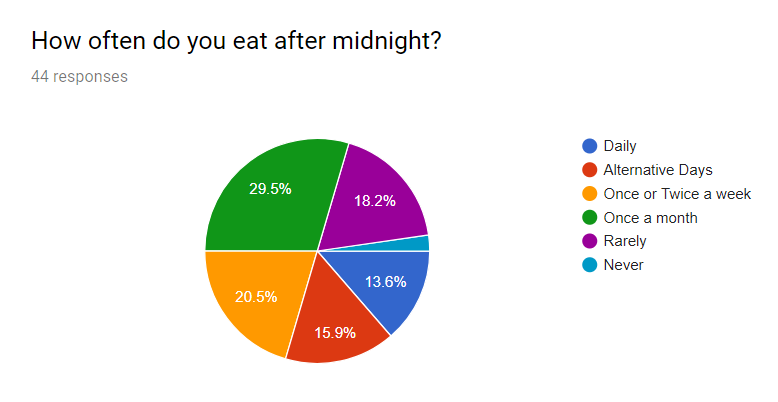 How often do you eat after midnight?
44 responses
29.5%
18.2%
13.6%
20.5%
15.9%
Daily
Alternative Days
Once or Twice a week
Once a month
Rarely
Never